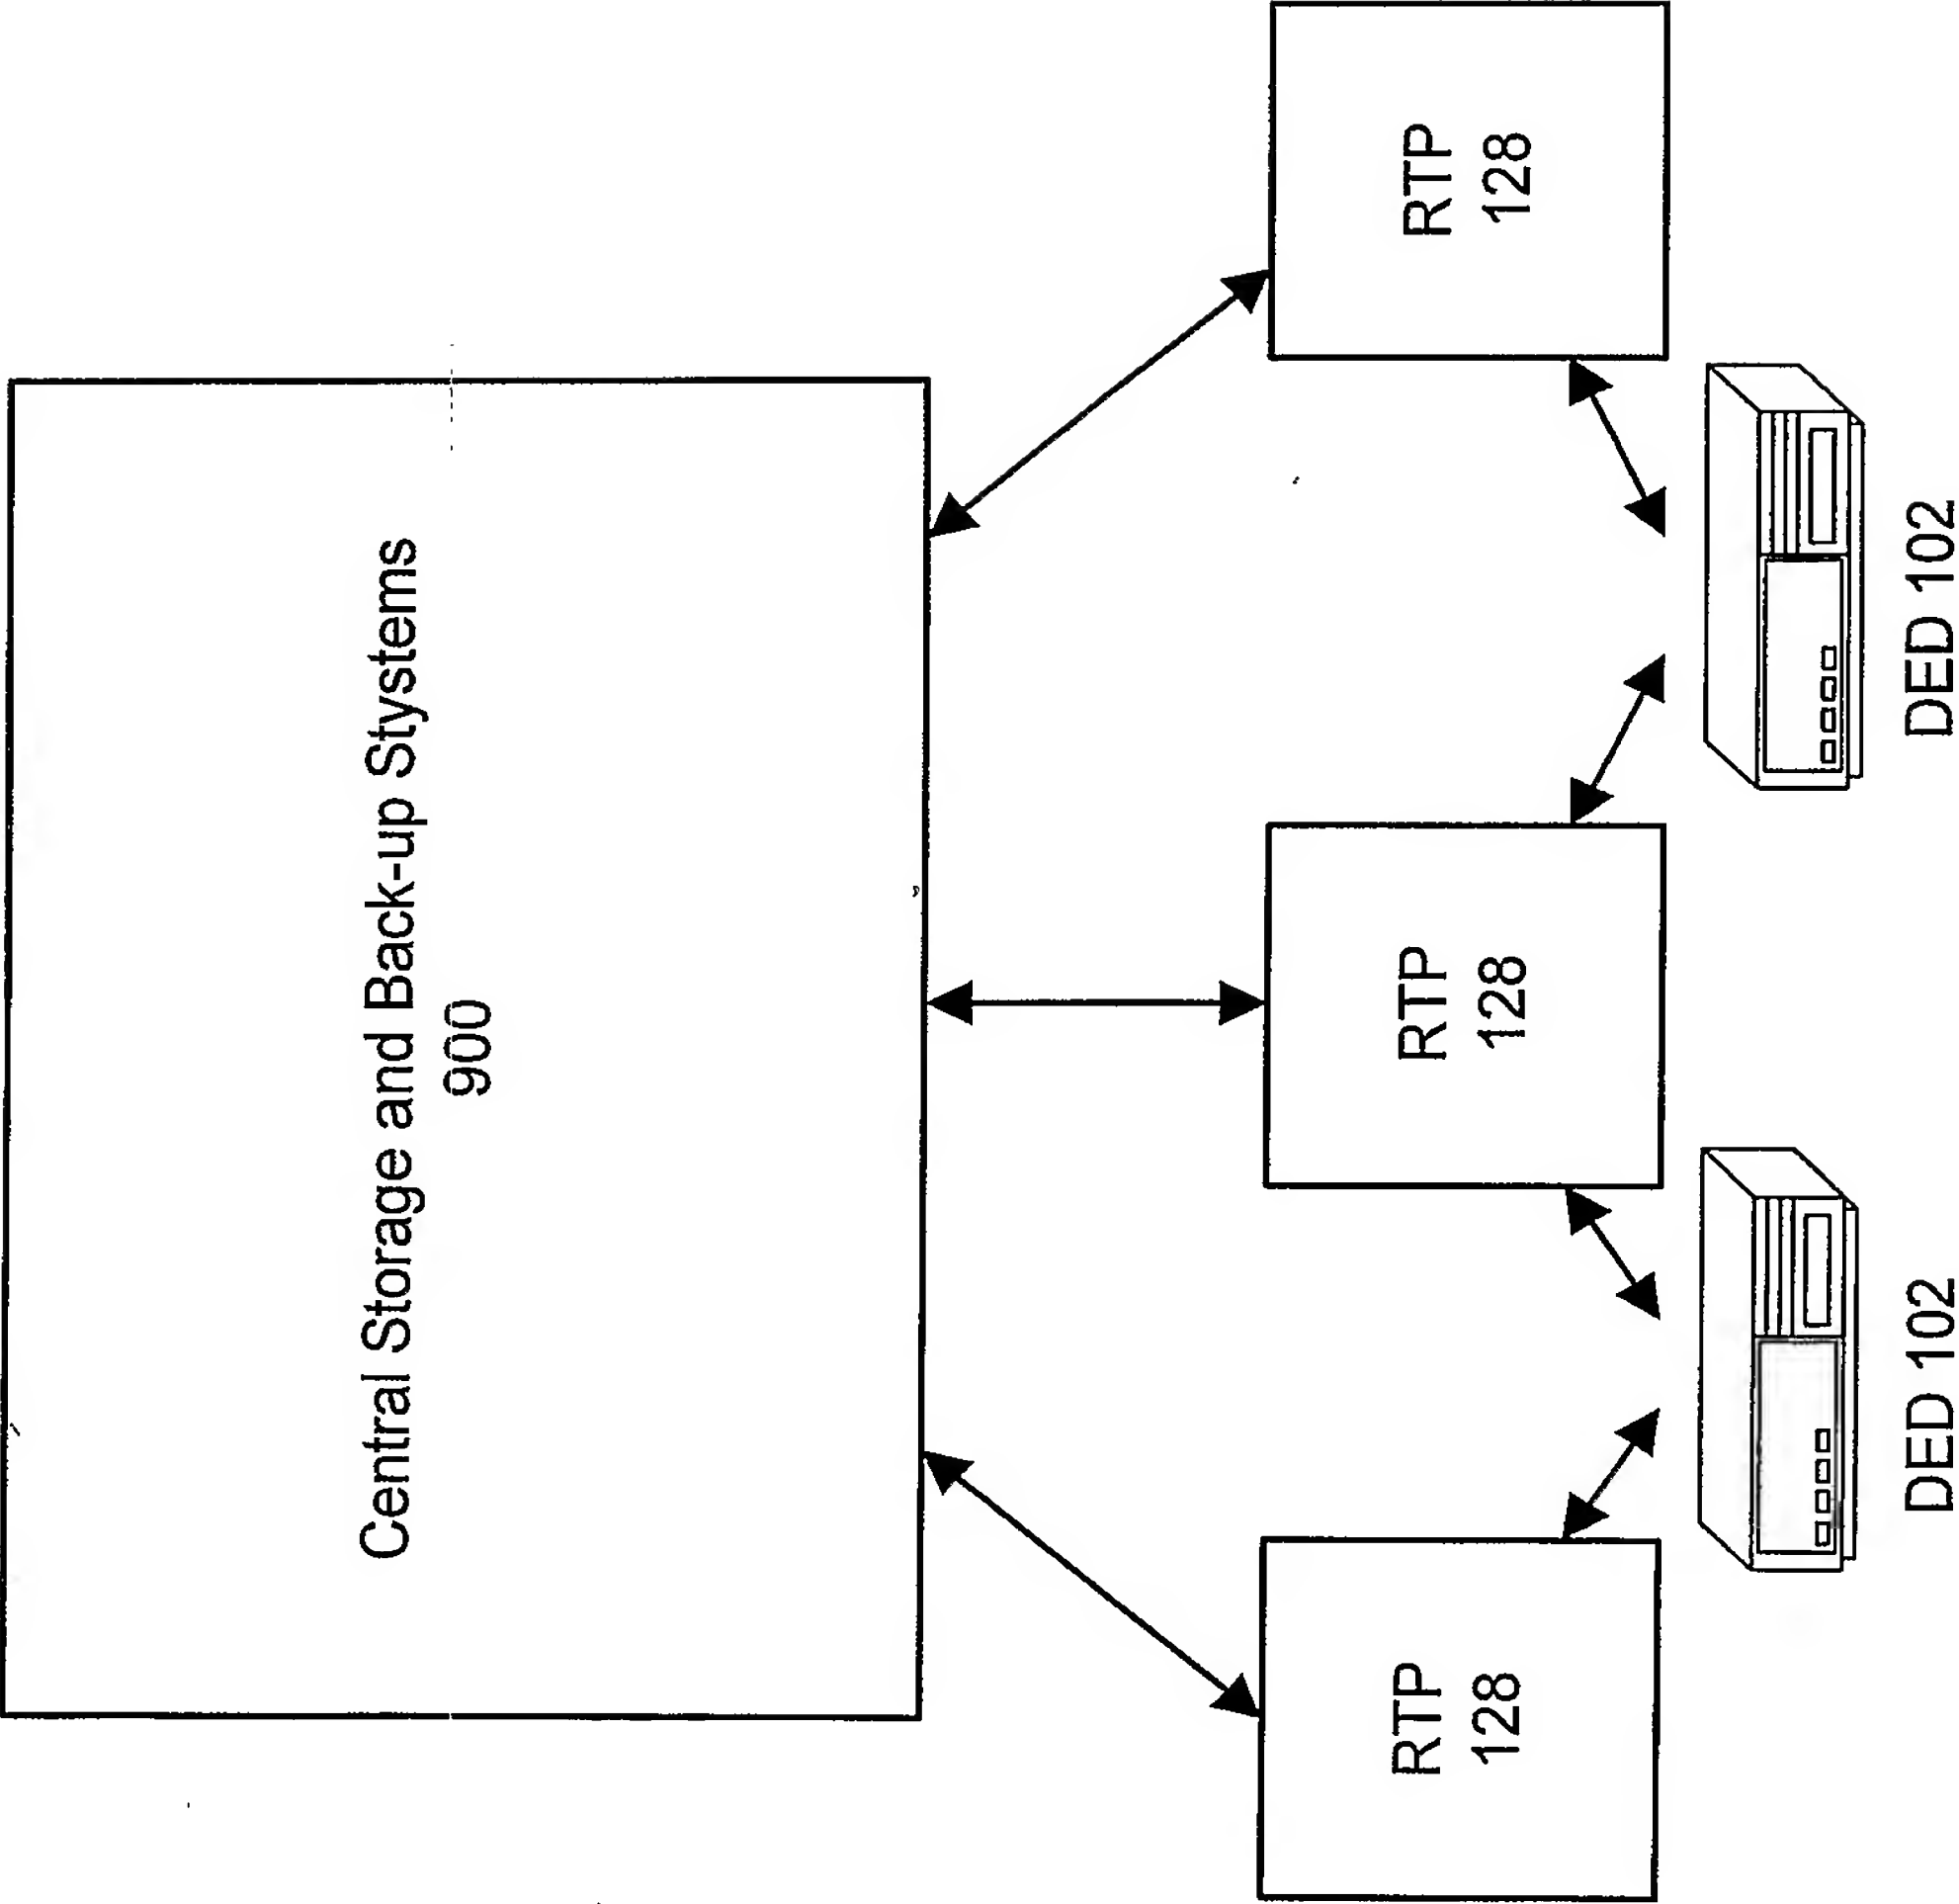 Central Storage and Back-up Stystems
900
RTP
128
RTP
128
RTP
128
DED 102
DED 102